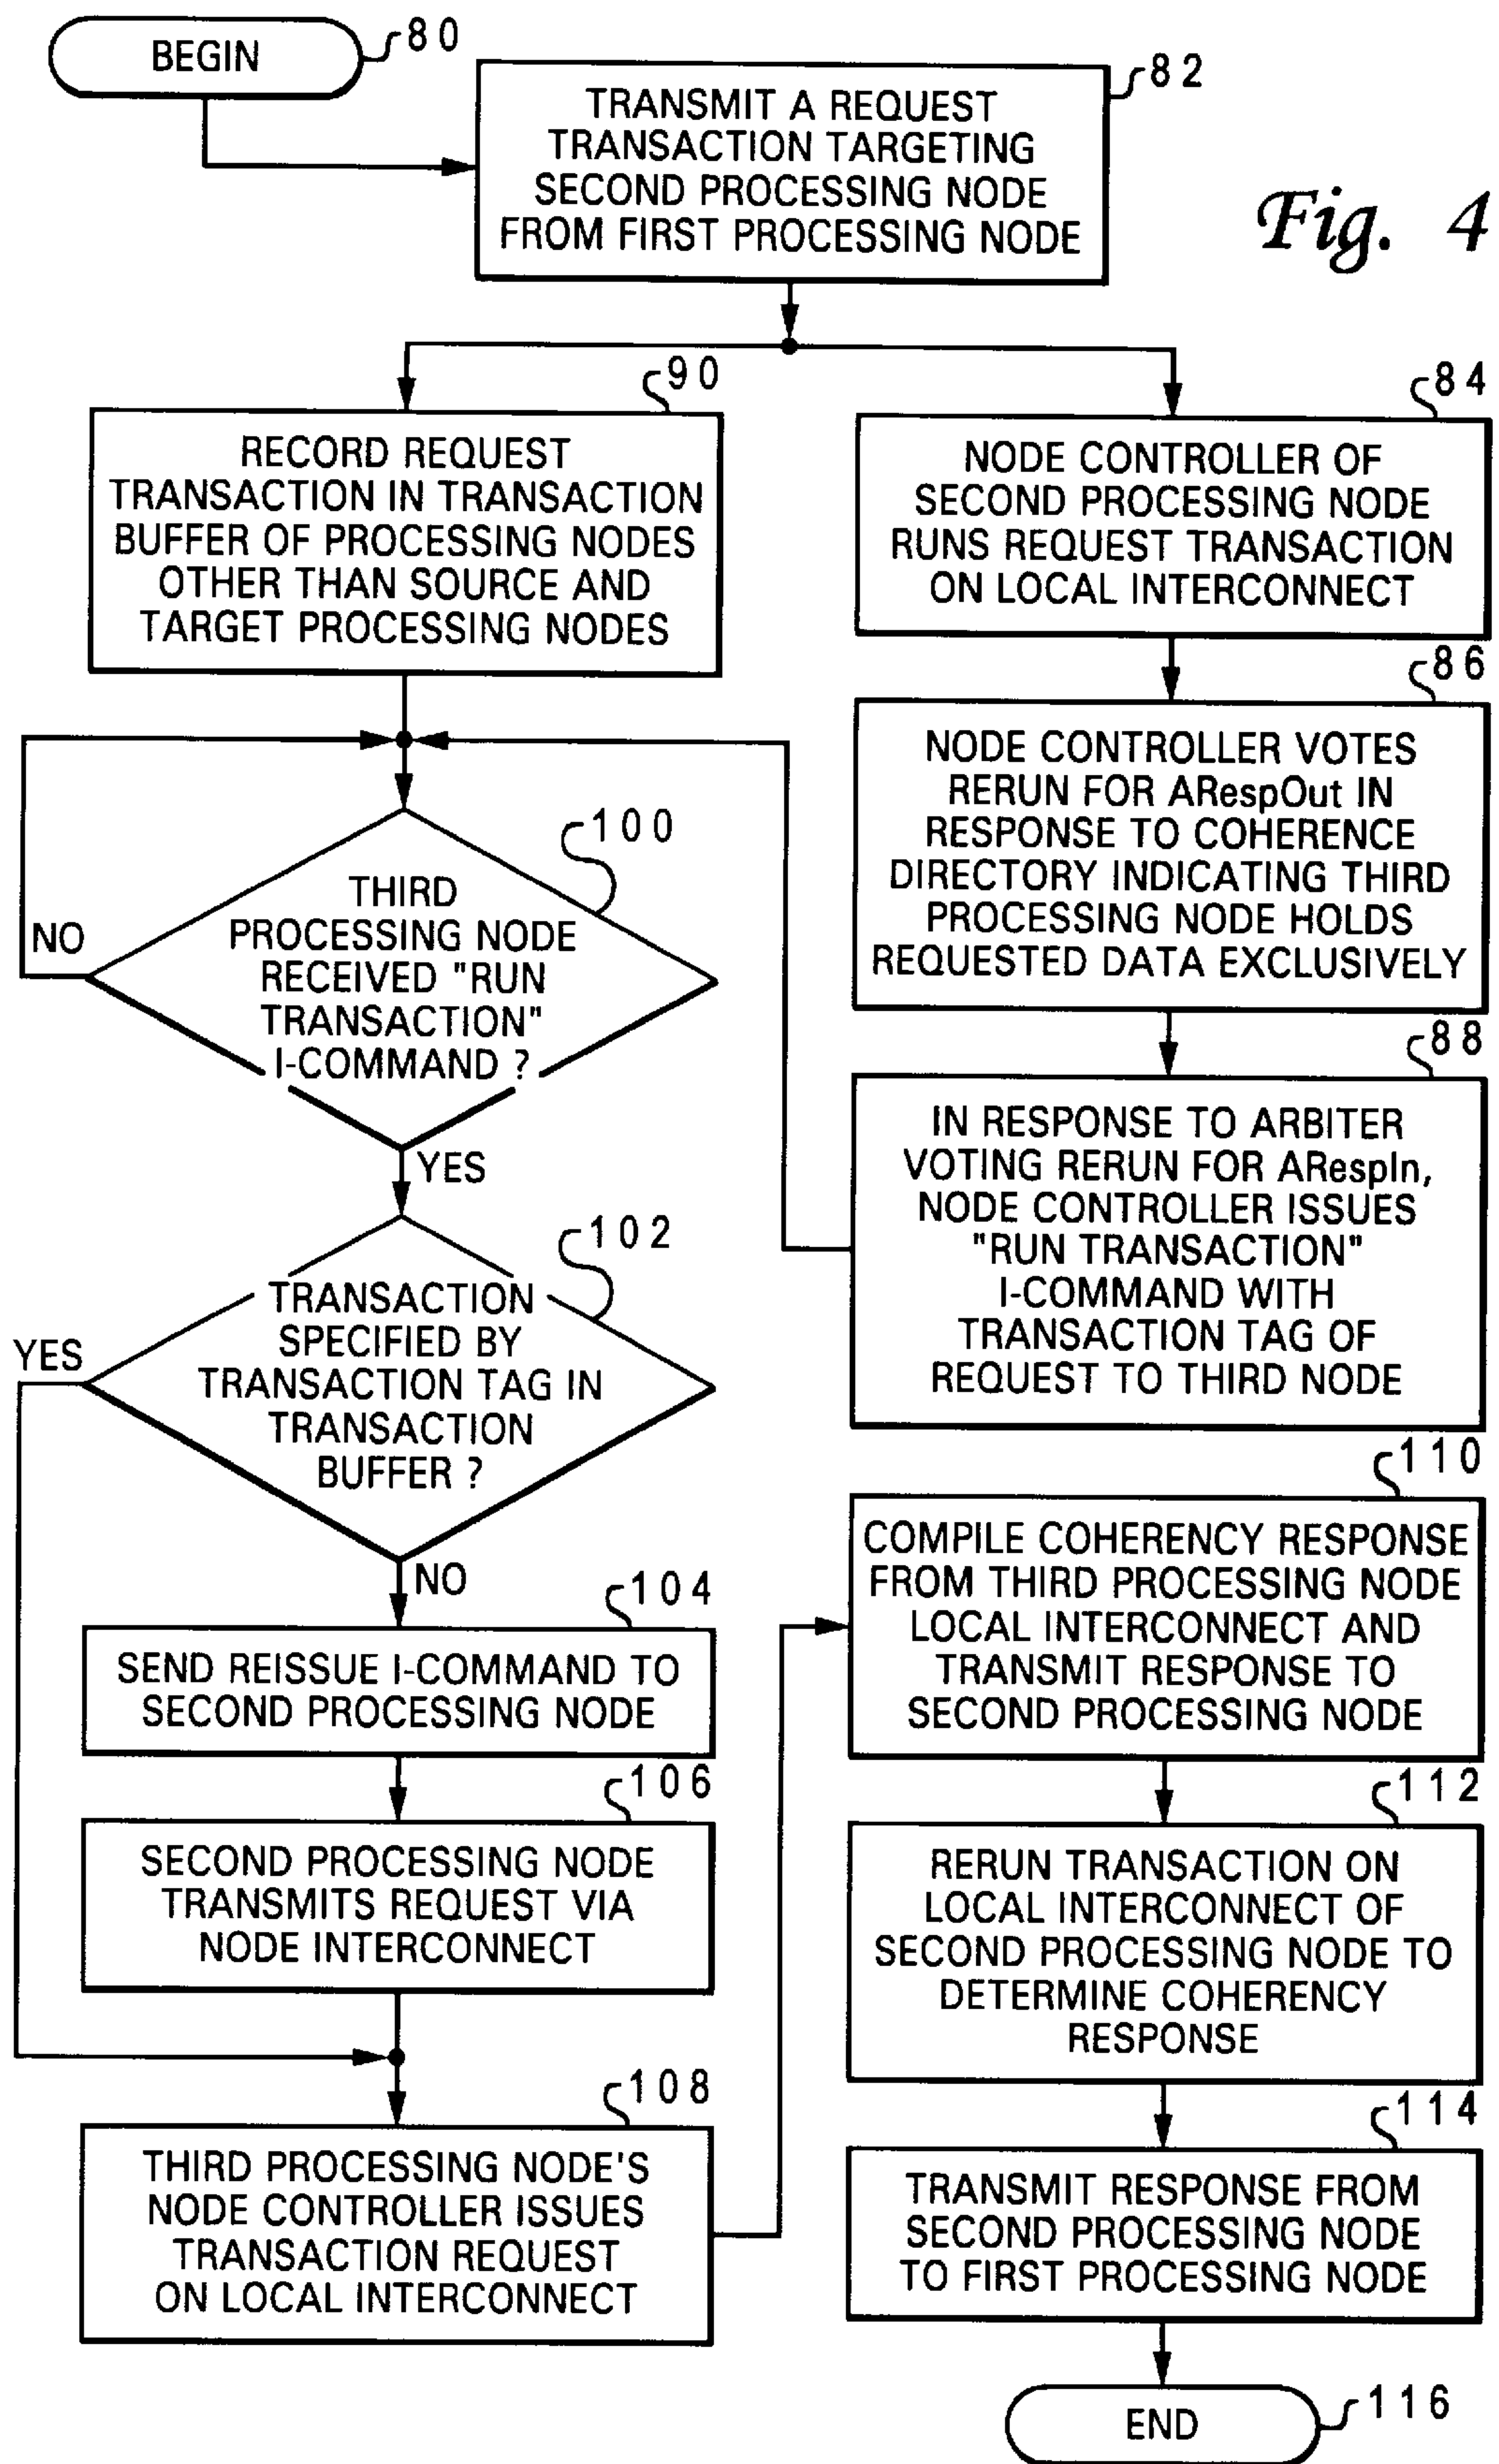 BEGIN
80
TRANSMIT A REQUEST
TRANSACTION TARGETING
SECOND PROCESSING NODE
FROM FIRST PROCESSING NODE
82
Fig. 4
90
RECORD REQUEST
TRANSACTION IN TRANSACTION
BUFFER OF PROCESSING NODES
OTHER THAN SOURCE AND
TARGET PROCESSING NODES
84
NODE CONTROLLER OF
SECOND PROCESSING NODE
RUNS REQUEST TRANSACTION
ON LOCAL INTERCONNECT
86
NODE CONTROLLER VOTES
RERUN FOR ARespOut IN
RESPONSE TO COHERENCE
DIRECTORY INDICATING THIRD
PROCESSING NODE HOLDS
REQUESTED DATA EXCLUSIVELY
88
IN RESPONSE TO ARBITER
VOTING RERUN FOR ARespIn,
NODE CONTROLLER ISSUES
"RUN TRANSACTION"
I-COMMAND WITH
TRANSACTION TAG OF
REQUEST TO THIRD NODE
100
THIRD
PROCESSING NODE
RECEIVED "RUN
TRANSACTION"
I-COMMAND ?
NO
YES
102
TRANSACTION
SPECIFIED BY
TRANSACTION TAG IN
TRANSACTION
BUFFER ?
YES
NO
104
SEND REISSUE I-COMMAND TO
SECOND PROCESSING NODE
106
SECOND PROCESSING NODE
TRANSMITS REQUEST VIA
NODE INTERCONNECT
108
THIRD PROCESSING NODE'S
NODE CONTROLLER ISSUES
TRANSACTION REQUEST
ON LOCAL INTERCONNECT
110
COMPILE COHERENCY RESPONSE
FROM THIRD PROCESSING NODE
LOCAL INTERCONNECT AND
TRANSMIT RESPONSE TO
SECOND PROCESSING NODE
112
RERUN TRANSACTION ON
LOCAL INTERCONNECT OF
SECOND PROCESSING NODE TO
DETERMINE COHERENCY
RESPONSE
114
TRANSMIT RESPONSE FROM
SECOND PROCESSING NODE
TO FIRST PROCESSING NODE
END
116